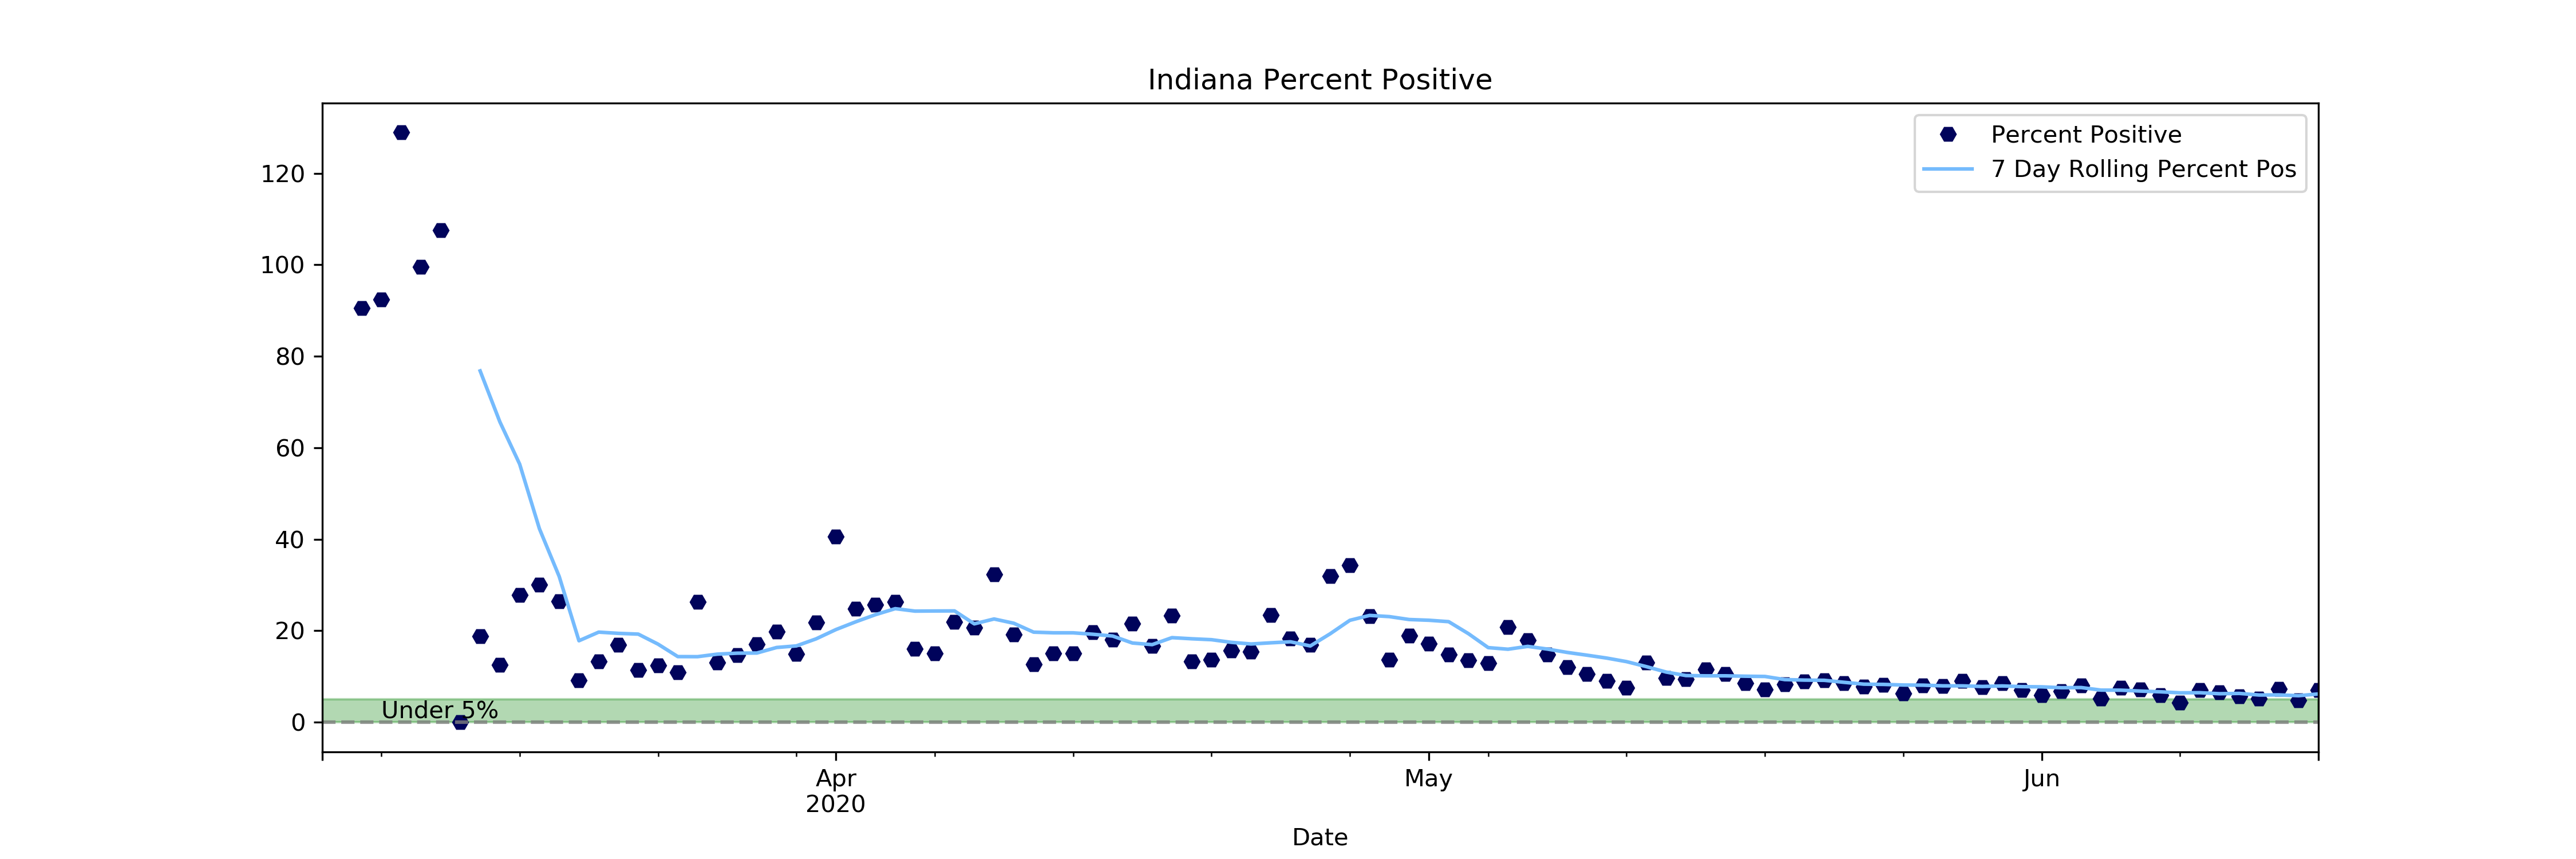 Indiana Percent Positive
Percent Positive
7 Day Rolling Percent Pos
120
100
80
60
40
20
0
Under 5%
Apr
2020
May
Jun
Date